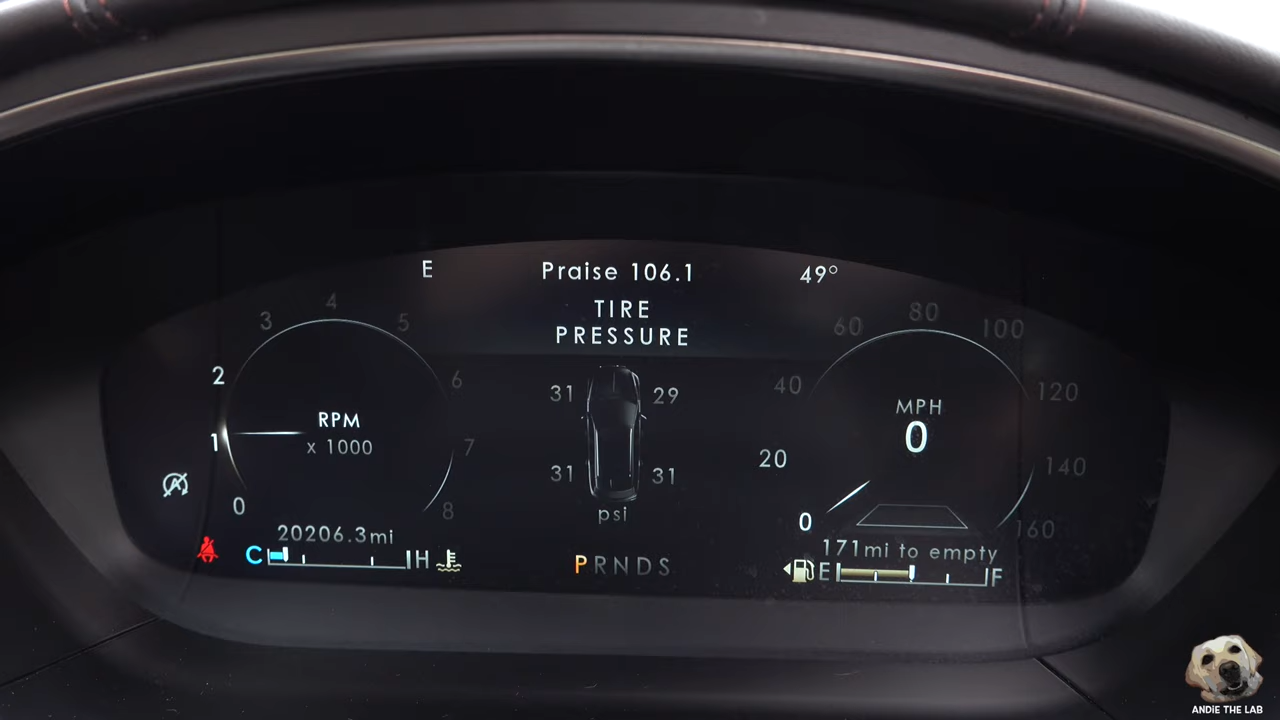 E Praise 106.1 49°
TIRE
PRESSURE
4
3 5
80
60 100
2 6
40 120
31 29
RPM
x 1000
MPH
0
1 7
20 140
31 31
0 8
psi
0 160
20206.3mi
171mi to empty
C H
PRNDS
E F
A
ANDIE THE LAB